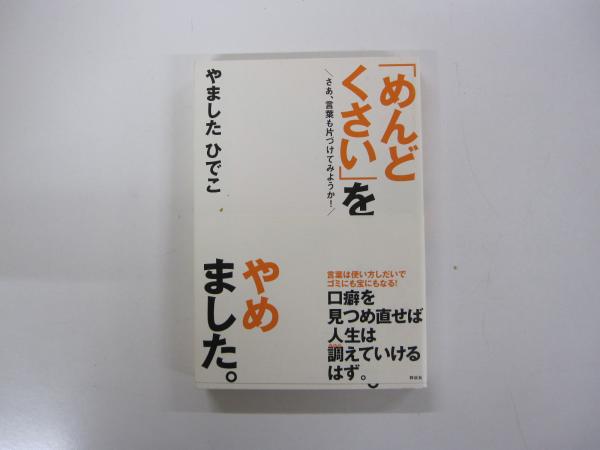 「めんど
くさい」を
＼さあ、言葉も片づけてみようか！／
やました ひでこ
やめ
ました。
言葉は使い方しだいで
ゴミにも宝にもなる！
口癖を
見つめ直せば
人生は
調えていける
はず。
祥伝社